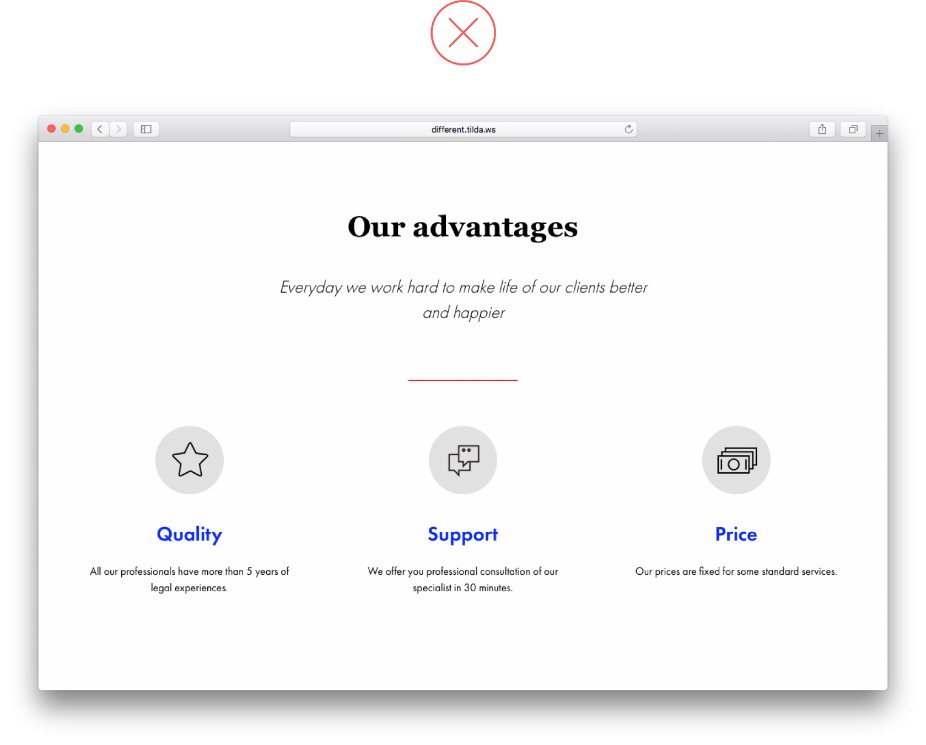 different.tilda.ws
Our advantages
Everyday we work hard to make life of our clients better
and happier
Quality
Support
Price
All our professionals have more than 5 years of
legal experiences.
We offer you professional consultation of our
specialist in 30 minutes.
Our prices are fixed for some standard services.